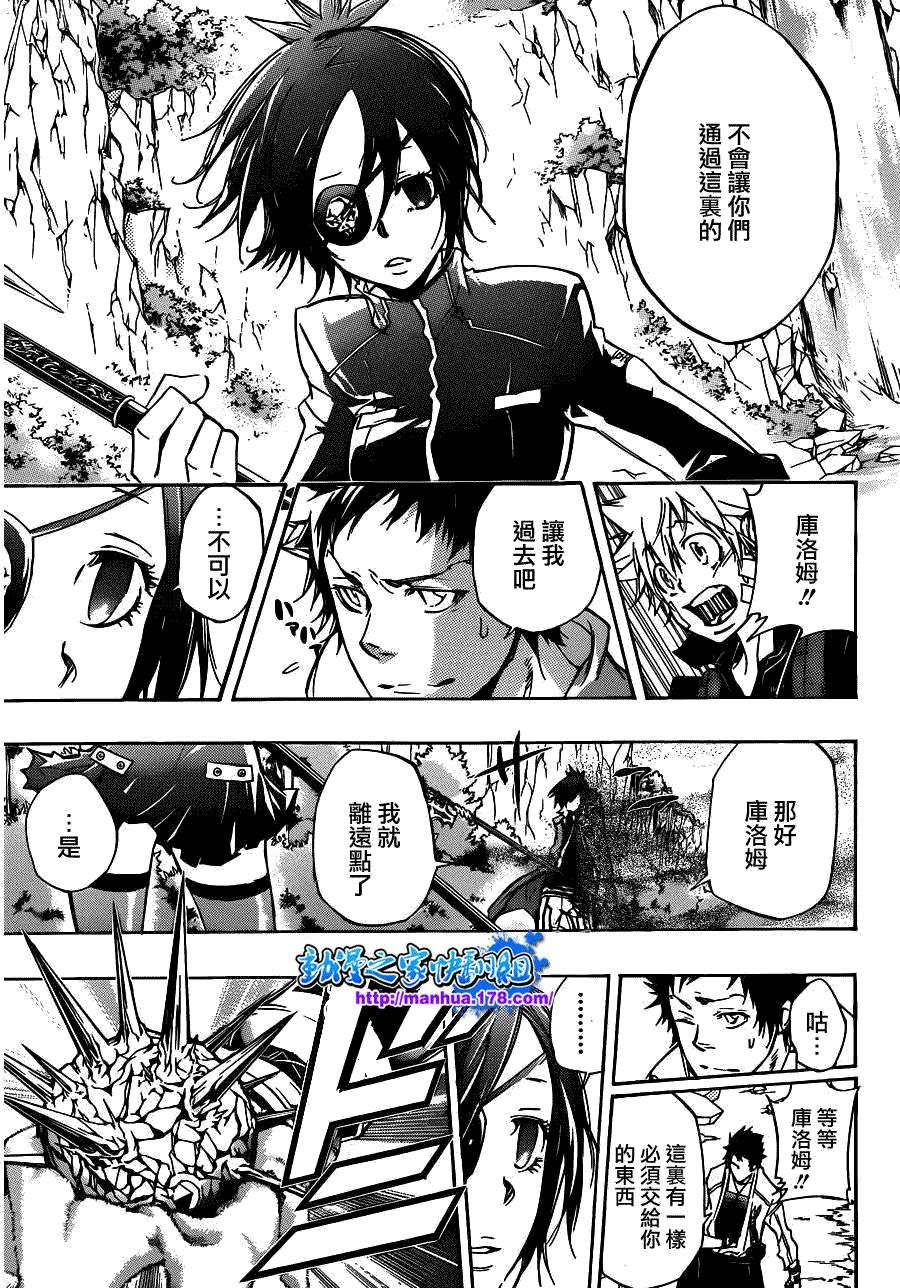 不會讓你們
通過這裏的
庫洛姆!!
讓我
過去吧
…不可以
那好
庫洛姆
我就
離遠點了
…是
咕…
等等
庫洛姆!!
這裏有一樣
必須交給你
的東西
………
動漫之家快翻組
http://manhua.178.com/